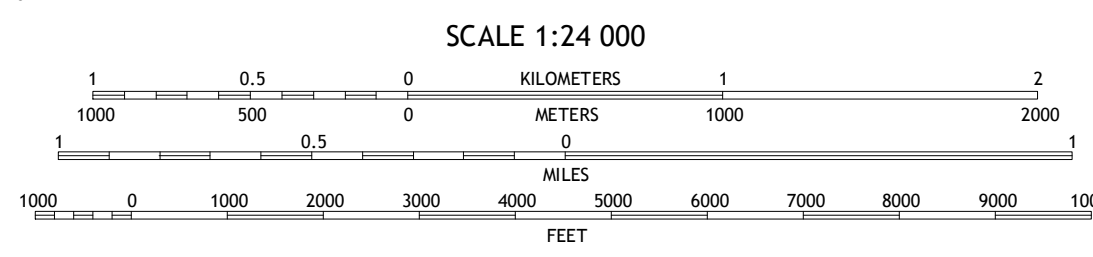 SCALE 1:24 000
1 0.5 0 KILOMETERS 1 2
1000 500 0 METERS 1000 2000
1 0.5 0 1
MILES
1000 0 1000 2000 3000 4000 5000 6000 7000 8000 9000
FEET